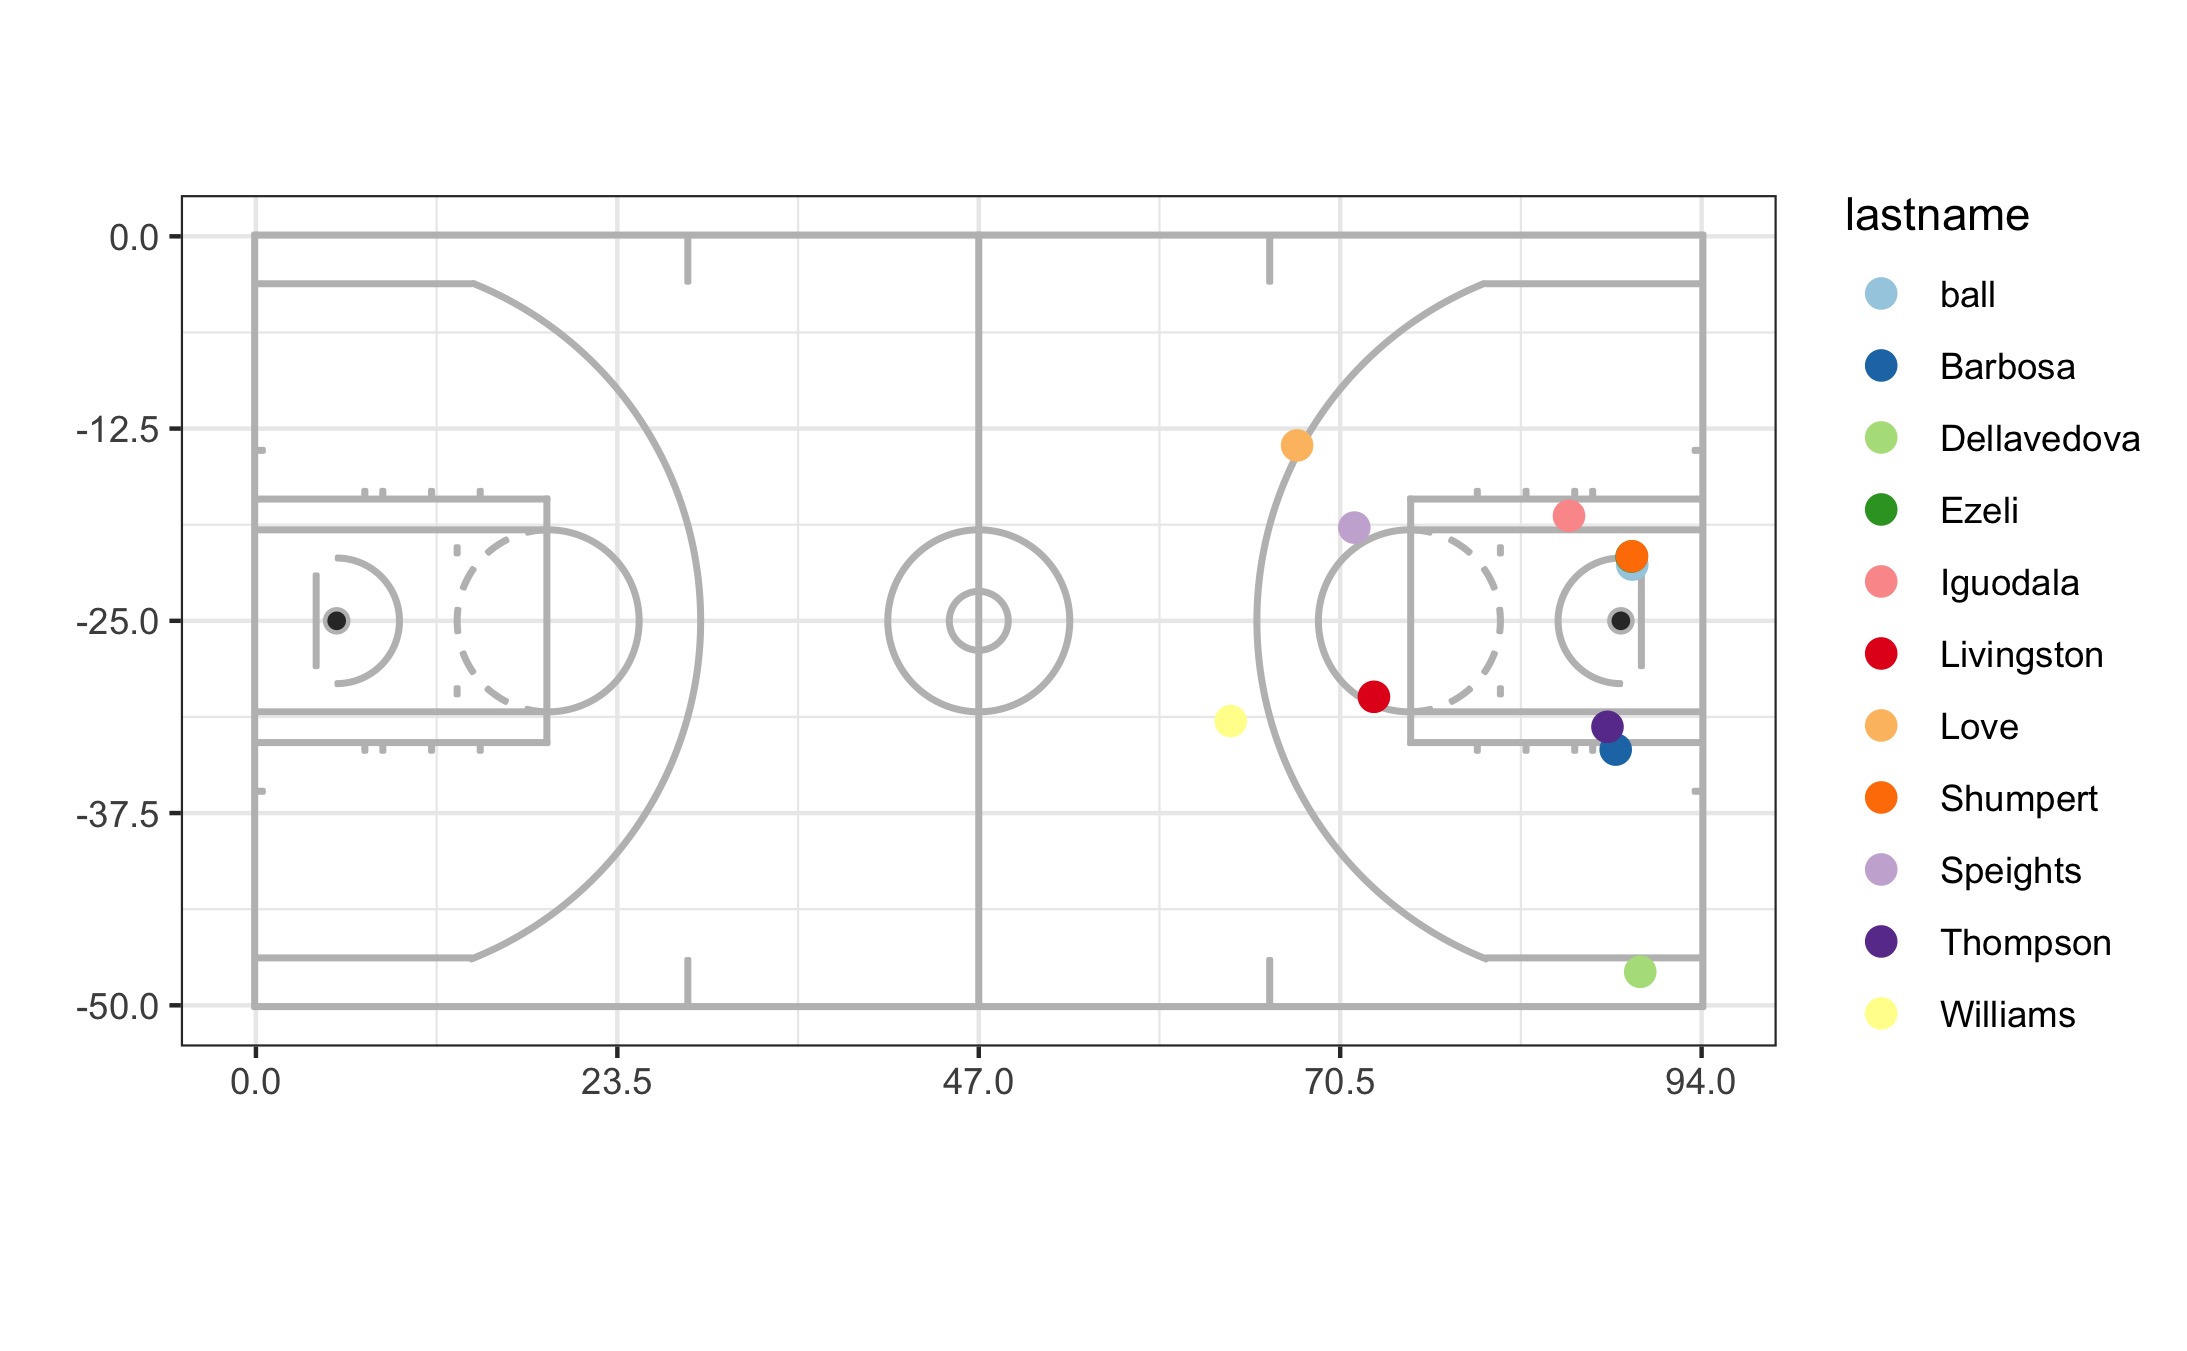 0.0
-12.5
-25.0
-37.5
-50.0
0.0 23.5 47.0 70.5 94.0
lastname
ball
Barbosa
Dellavedova
Ezeli
Iguodala
Livingston
Love
Shumpert
Speights
Thompson
Williams